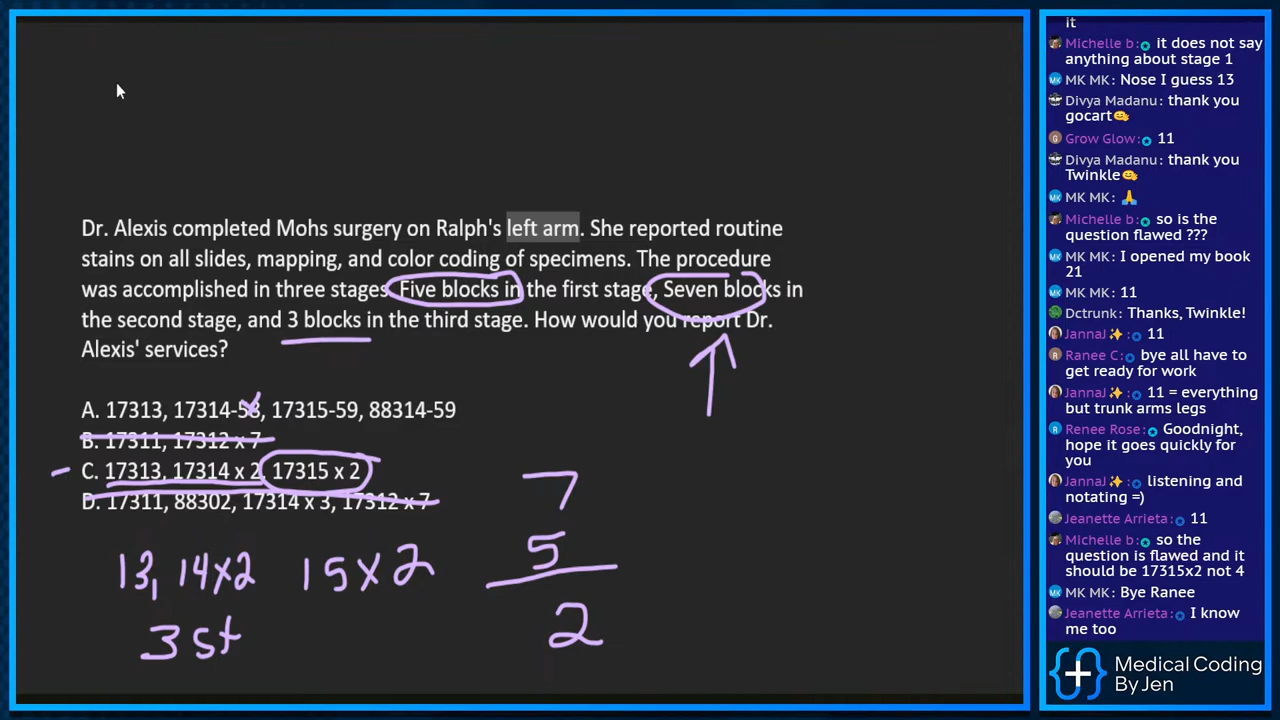 Dr. Alexis completed Mohs surgery on Ralph's left arm. She reported routine
stains on all slides, mapping, and color coding of specimens. The procedure
was accomplished in three stages. Five blocks in the first stage, Seven blocks in
the second stage, and 3 blocks in the third stage. How would you report Dr.
Alexis' services?
A. 17313, 17314-58, 17315-59, 88314-59
B. 17311, 17312 x 7
C. 17313, 17314 x 2, 17315 x 2
D. 17311, 88302, 17314 x 3, 17312 x 7
7
5
2
13, 14x2 15x2
3 st
it
Michelle b: it does not say
anything about stage 1
MK MK: Nose I guess 13
Divya Madanu: thank you
gocart
Grow Glow: 11
Divya Madanu: thank you
Twinkle
MK MK: 🙏
Michelle b: so is the
question flawed ???
MK MK: I opened my book
21
MK MK: 11
Dctrunk: Thanks, Twinkle!
JannaJ✨: 11
Ranee C: bye all have to
get ready for work
JannaJ✨: 11 = everything
but trunk arms legs
Renee Rose: Goodnight,
hope it goes quickly for
you
JannaJ✨: listening and
notating =)
Jeanette Arrieta: 11
Michelle b: so the
question is flawed and it
should be 17315x2 not 4
MK MK: Bye Ranee
Jeanette Arrieta: I know
me too
Medical Coding
By Jen